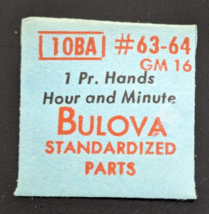 10BA #63-64
GM 16
1 Pr. Hands
Hour and Minute
BULOVA
STANDARDIZED
PARTS